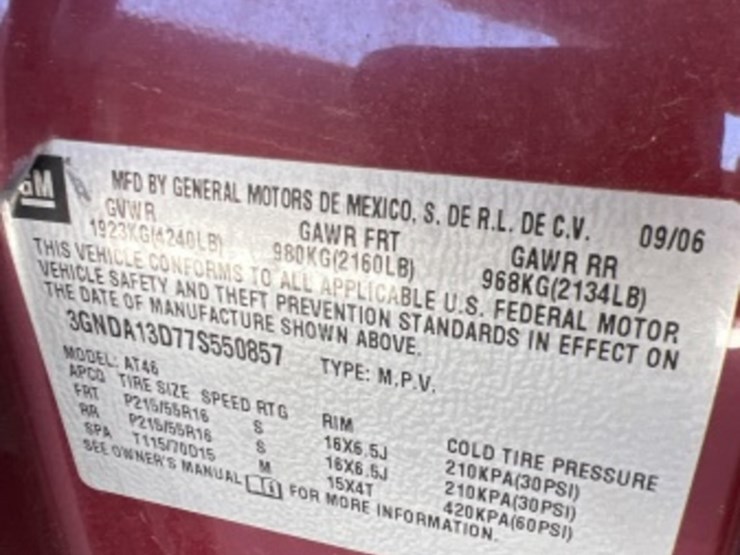 GM
MFD BY GENERAL MOTORS DE MEXICO, S. DE R.L. DE C.V. 09/06
GVWR GAWR FRT GAWR RR
1923KG(4240LB) 980KG(2160LB) 968KG(2134LB)
THIS VEHICLE CONFORMS TO ALL APPLICABLE U.S. FEDERAL MOTOR
VEHICLE SAFETY AND THEFT PREVENTION STANDARDS IN EFFECT ON
THE DATE OF MANUFACTURE SHOWN ABOVE.
3GNDA13D77S550857 TYPE: M.P.V.
MODEL: AT46
APCO TIRE SIZE SPEED RTG RIM COLD TIRE PRESSURE
FRT P215/55R16 S 16X6.5J 210KPA(30PSI)
RR P215/55R16 S 16X6.5J 210KPA(30PSI)
SPA T115/70D15 M 15X4T 420KPA(60PSI)
SEE OWNER'S MANUAL FOR MORE INFORMATION.